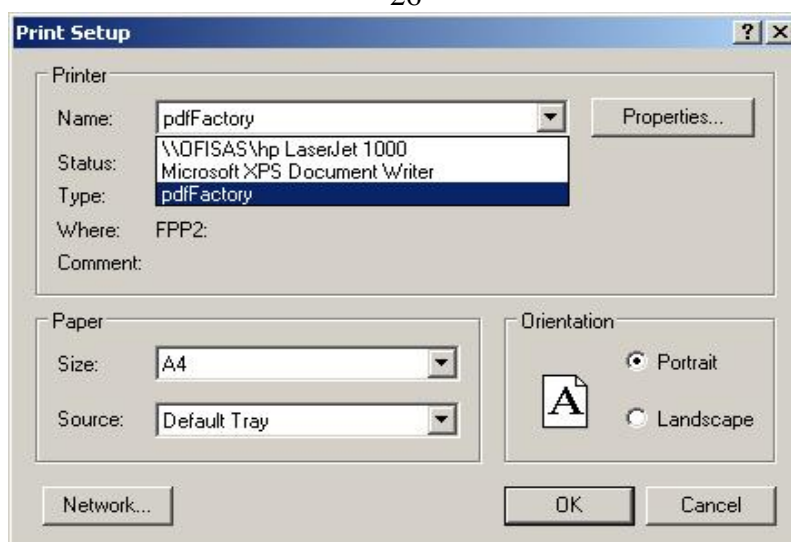 Print Setup
Printer
Name: pdfFactory Properties...
\\OFISAS\hp LaserJet 1000
Status:
Microsoft XPS Document Writer
Type: pdfFactory
Where: FPP2:
Comment:
Paper
Orientation
Size: A4
Portrait
A
Source: Default Tray
Landscape
Network... OK Cancel